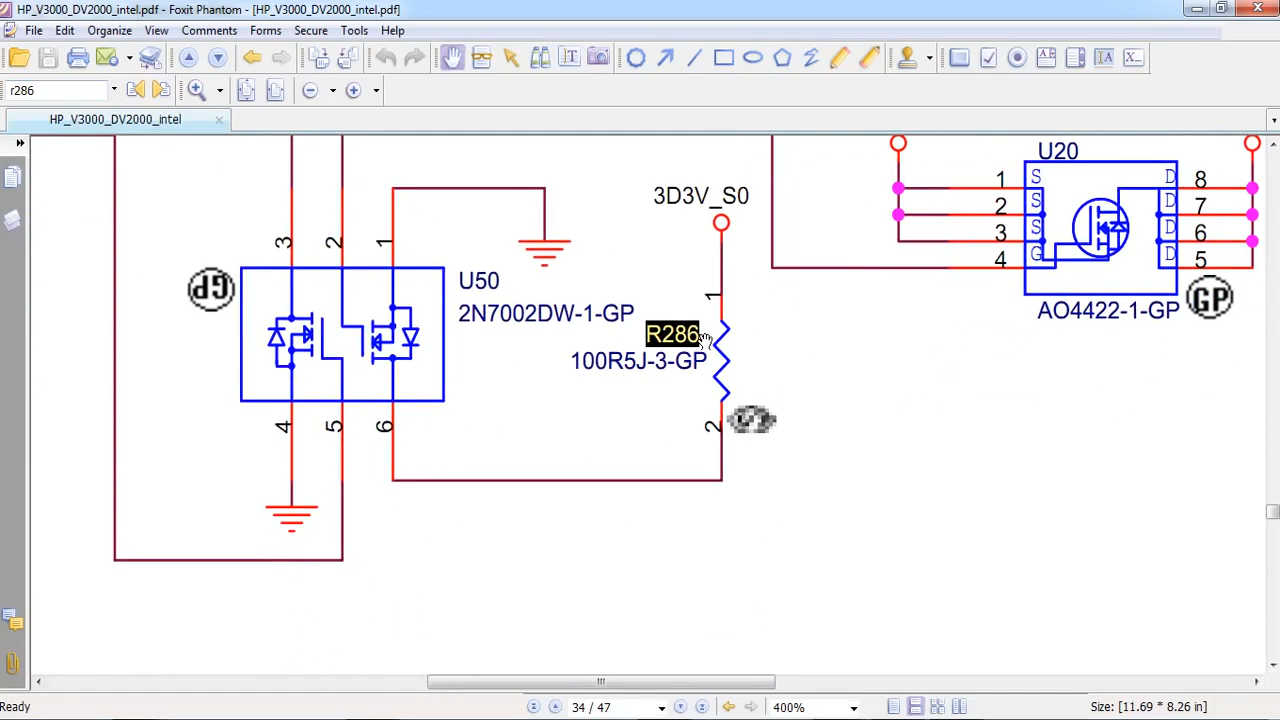 HP_V3000_DV2000_intel.pdf - Foxit Phantom - [HP_V3000_DV2000_intel.pdf]
File Edit Organize View Comments Forms Secure Tools Help
r286
HP_V3000_DV2000_intel
3D3V_S0
U20
1 S D 8
2 S D 7
3 S D 6
4 G 5
AO4422-1-GP
GP
3 2 1
GP
U50
2N7002DW-1-GP
1
R286
100R5J-3-GP
2
4 5 6
Ready
34 / 47
400%
Size: [11.69 * 8.26 in]